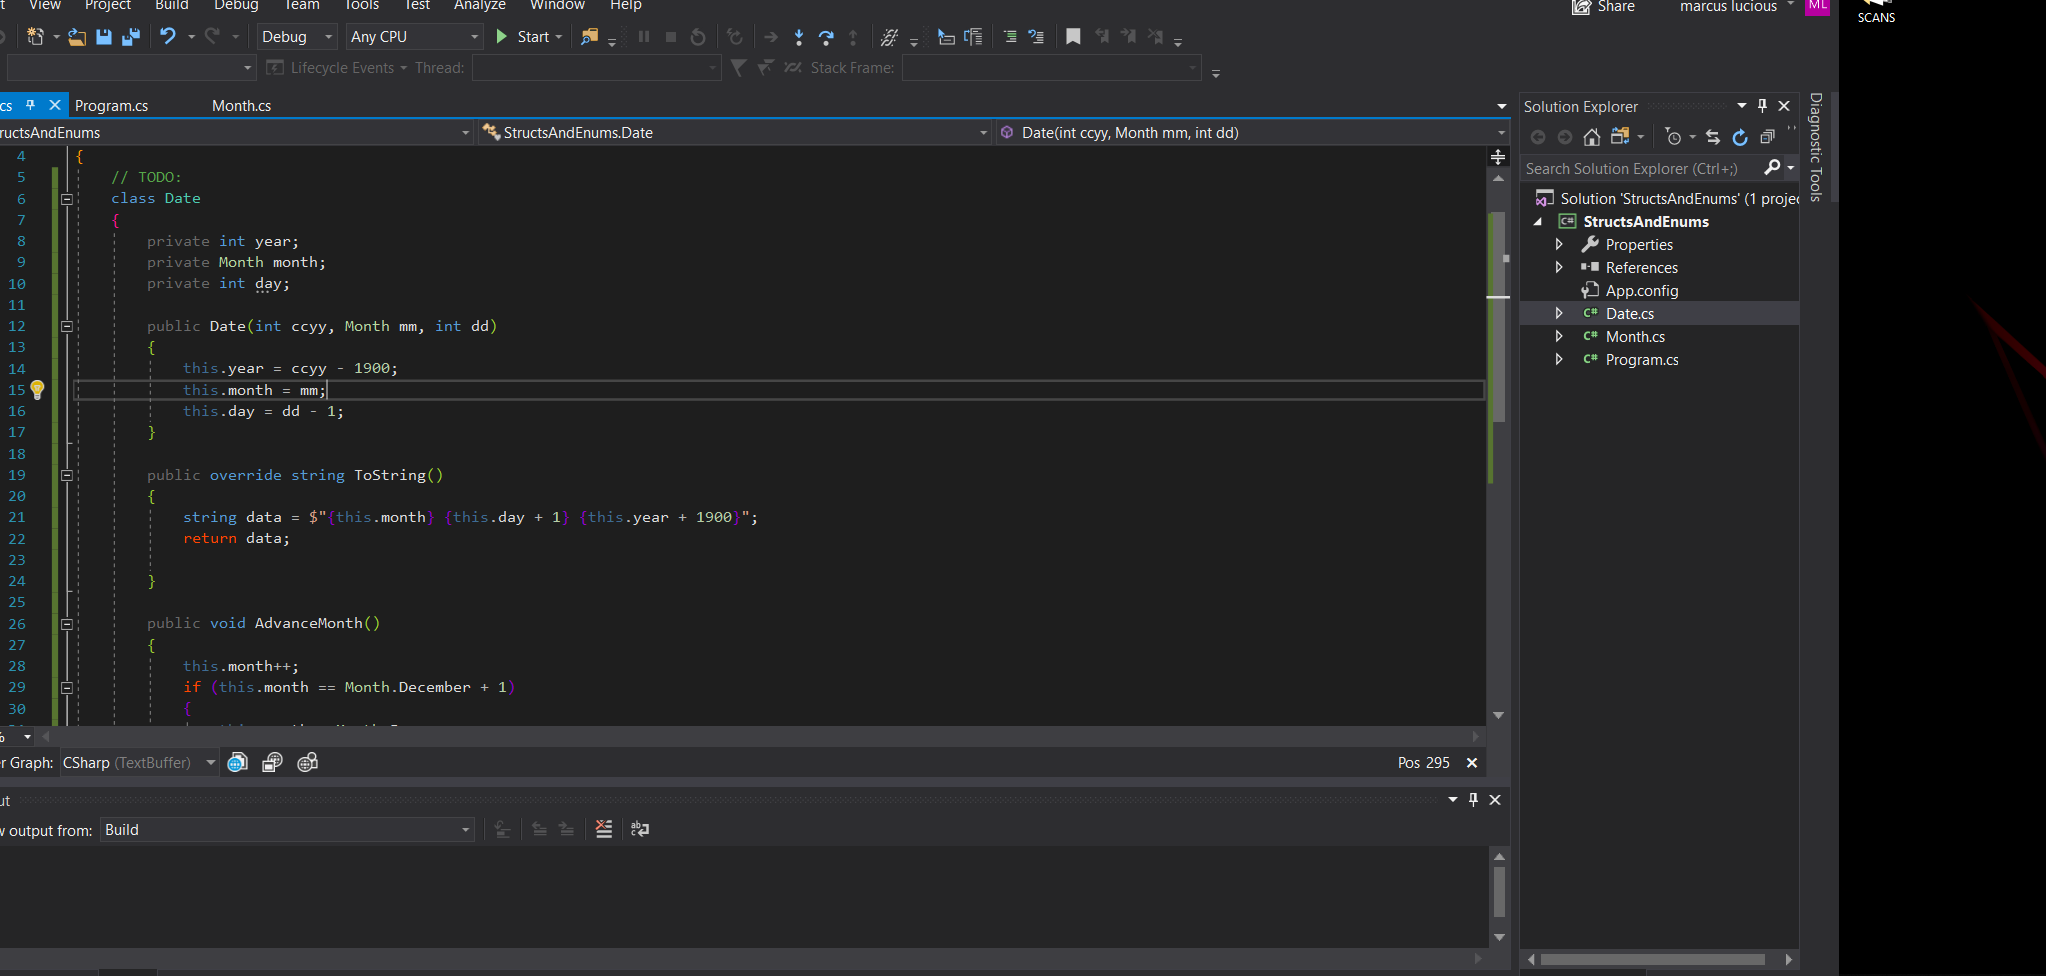 View Project Build Debug Team Tools Test Analyze Window Help
Share marcus lucious ML
SCANS
Debug Any CPU Start
Lifecycle Events Thread: Stack Frame:
cs Program.cs Month.cs
ructsAndEnums StructsAndEnums.Date Date(int ccyy, Month mm, int dd)
4 {
5 // TODO:
6 class Date
7 {
8 private int year;
9 private Month month;
10 private int day;
11
12 public Date(int ccyy, Month mm, int dd)
13 {
14 this.year = ccyy - 1900;
15 this.month = mm;
16 this.day = dd - 1;
17 }
18
19 public override string ToString()
20 {
21 string data = $"{this.month} {this.day + 1} {this.year + 1900}";
22 return data;
23
24 }
25
26 public void AdvanceMonth()
27 {
28 this.month++;
29 if (this.month == Month.December + 1)
30 {
% 
r Graph: CSharp (TextBuffer) Pos 295
ut
w output from: Build
Solution Explorer
Search Solution Explorer (Ctrl+;)
Solution 'StructsAndEnums' (1 projec
C# StructsAndEnums
Properties
References
App.config
C# Date.cs
C# Month.cs
C# Program.cs
Diagnostic Tools